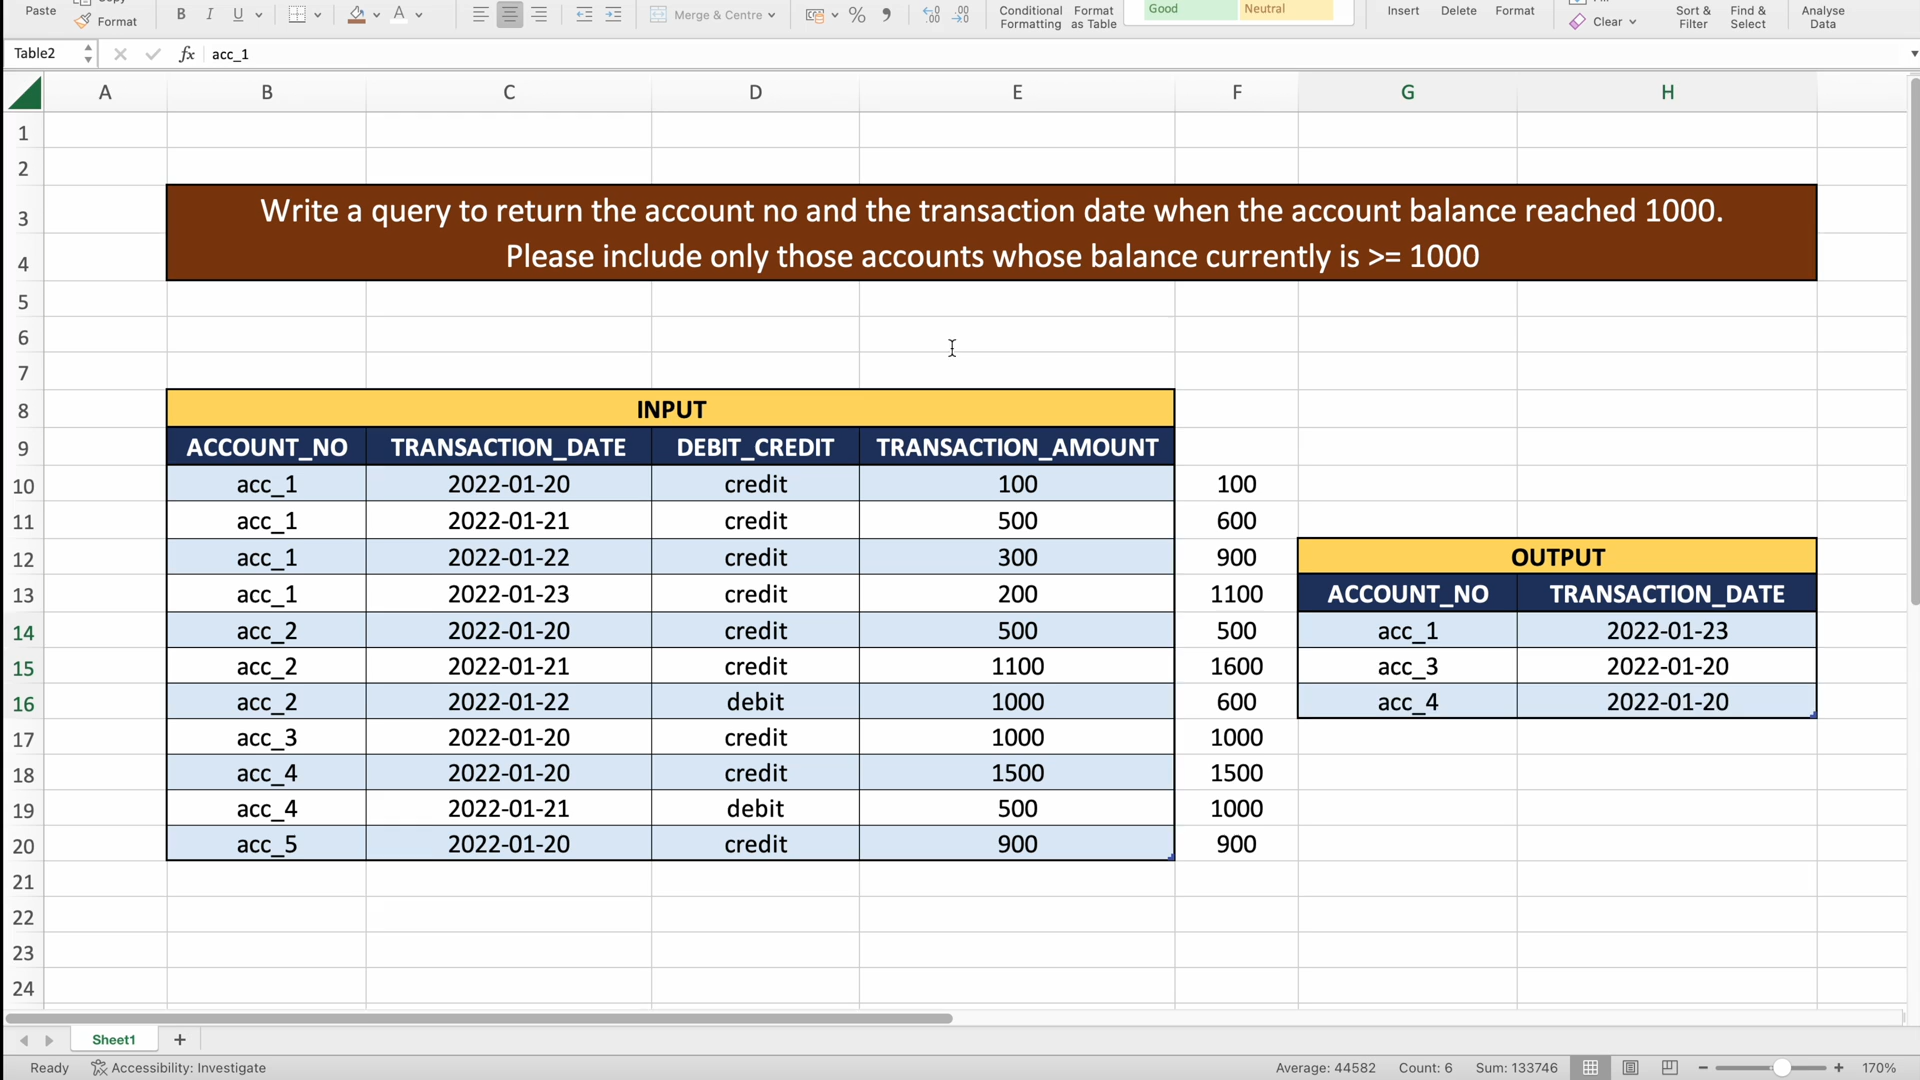 Paste
Format
B I U A
Merge & Centre
%
Conditional Formatting
Format as Table
Good
Neutral
Insert
Delete
Format
Clear
Sort & Filter
Find & Select
Analyse Data
Table2
fx acc_1
A B C D E F G H
1
2
3 Write a query to return the account no and the transaction date when the account balance reached 1000.
4 Please include only those accounts whose balance currently is >= 1000
5
6
7
8 INPUT
9 ACCOUNT_NO TRANSACTION_DATE DEBIT_CREDIT TRANSACTION_AMOUNT
10 acc_1 2022-01-20 credit 100 100
11 acc_1 2022-01-21 credit 500 600
12 acc_1 2022-01-22 credit 300 900 OUTPUT
13 acc_1 2022-01-23 credit 200 1100 ACCOUNT_NO TRANSACTION_DATE
14 acc_2 2022-01-20 credit 500 500 acc_1 2022-01-23
15 acc_2 2022-01-21 credit 1100 1600 acc_3 2022-01-20
16 acc_2 2022-01-22 debit 1000 600 acc_4 2022-01-20
17 acc_3 2022-01-20 credit 1000 1000
18 acc_4 2022-01-20 credit 1500 1500
19 acc_4 2022-01-21 debit 500 1000
20 acc_5 2022-01-20 credit 900 900
21
22
23
24
Sheet1 +
Ready Accessibility: Investigate Average: 44582 Count: 6 Sum: 133746 170%